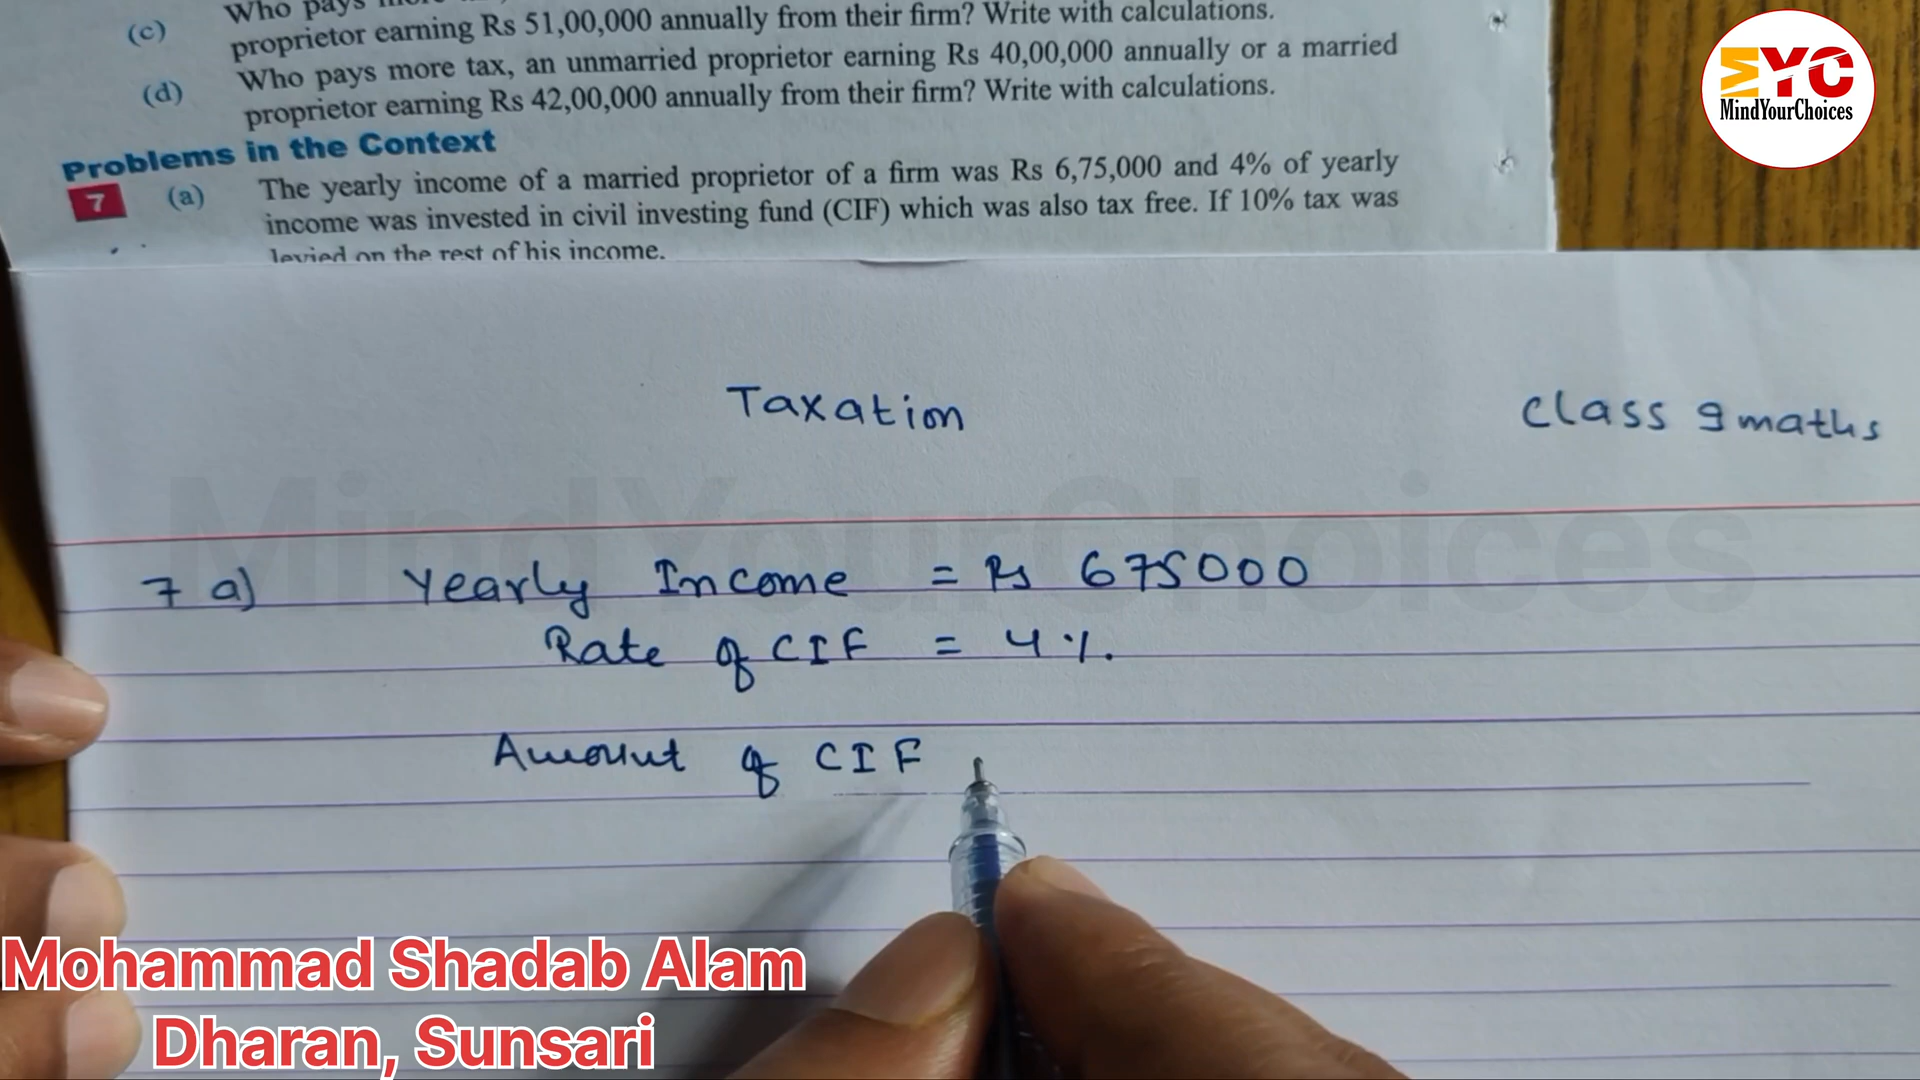 (c) Who pays
proprietor earning Rs 51,00,000 annually from their firm? Write with calculations.
(d) Who pays more tax, an unmarried proprietor earning Rs 40,00,000 annually or a married
proprietor earning Rs 42,00,000 annually from their firm? Write with calculations.
Problems in the Context
7 (a) The yearly income of a married proprietor of a firm was Rs 6,75,000 and 4% of yearly
income was invested in civil investing fund (CIF) which was also tax free. If 10% tax was
levied on the rest of his income.
MYC
MindYourChoices
Taxation
Class 9 maths
MindYourChoices
7 a) Yearly Income = Rs 675000
Rate of CIF = 4%.
Amount of CIF
Mohammad Shadab Alam
Dharan, Sunsari